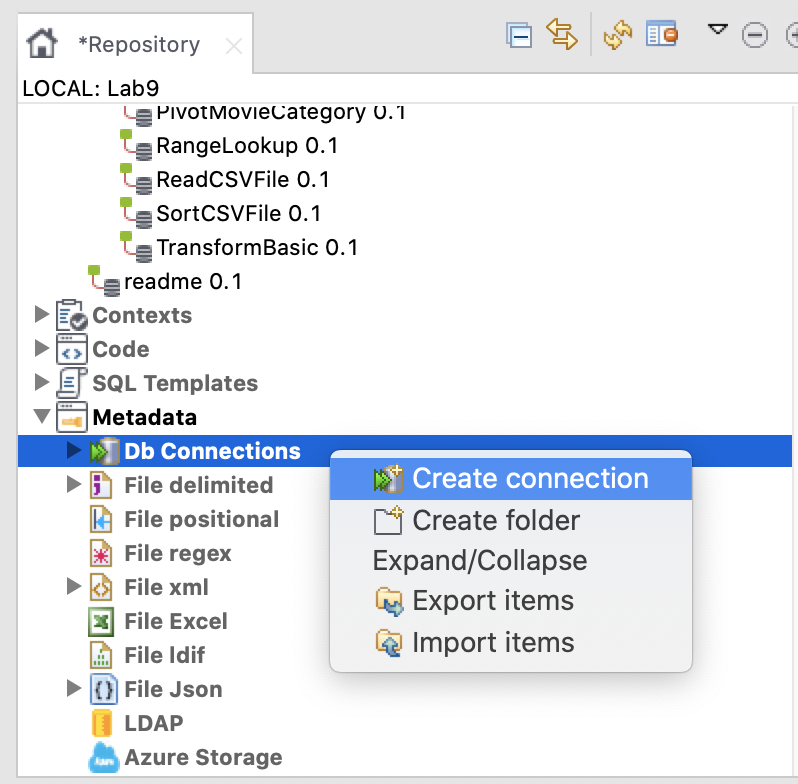 *Repository
LOCAL: Lab9
PivotMovieCategory 0.1
RangeLookup 0.1
ReadCSVFile 0.1
SortCSVFile 0.1
TransformBasic 0.1
readme 0.1
Contexts
Code
SQL Templates
Metadata
Db Connections
Create connection
File delimited
Create folder
File positional
Expand/Collapse
File regex
Export items
File xml
Import items
File Excel
File ldif
File Json
LDAP
Azure Storage